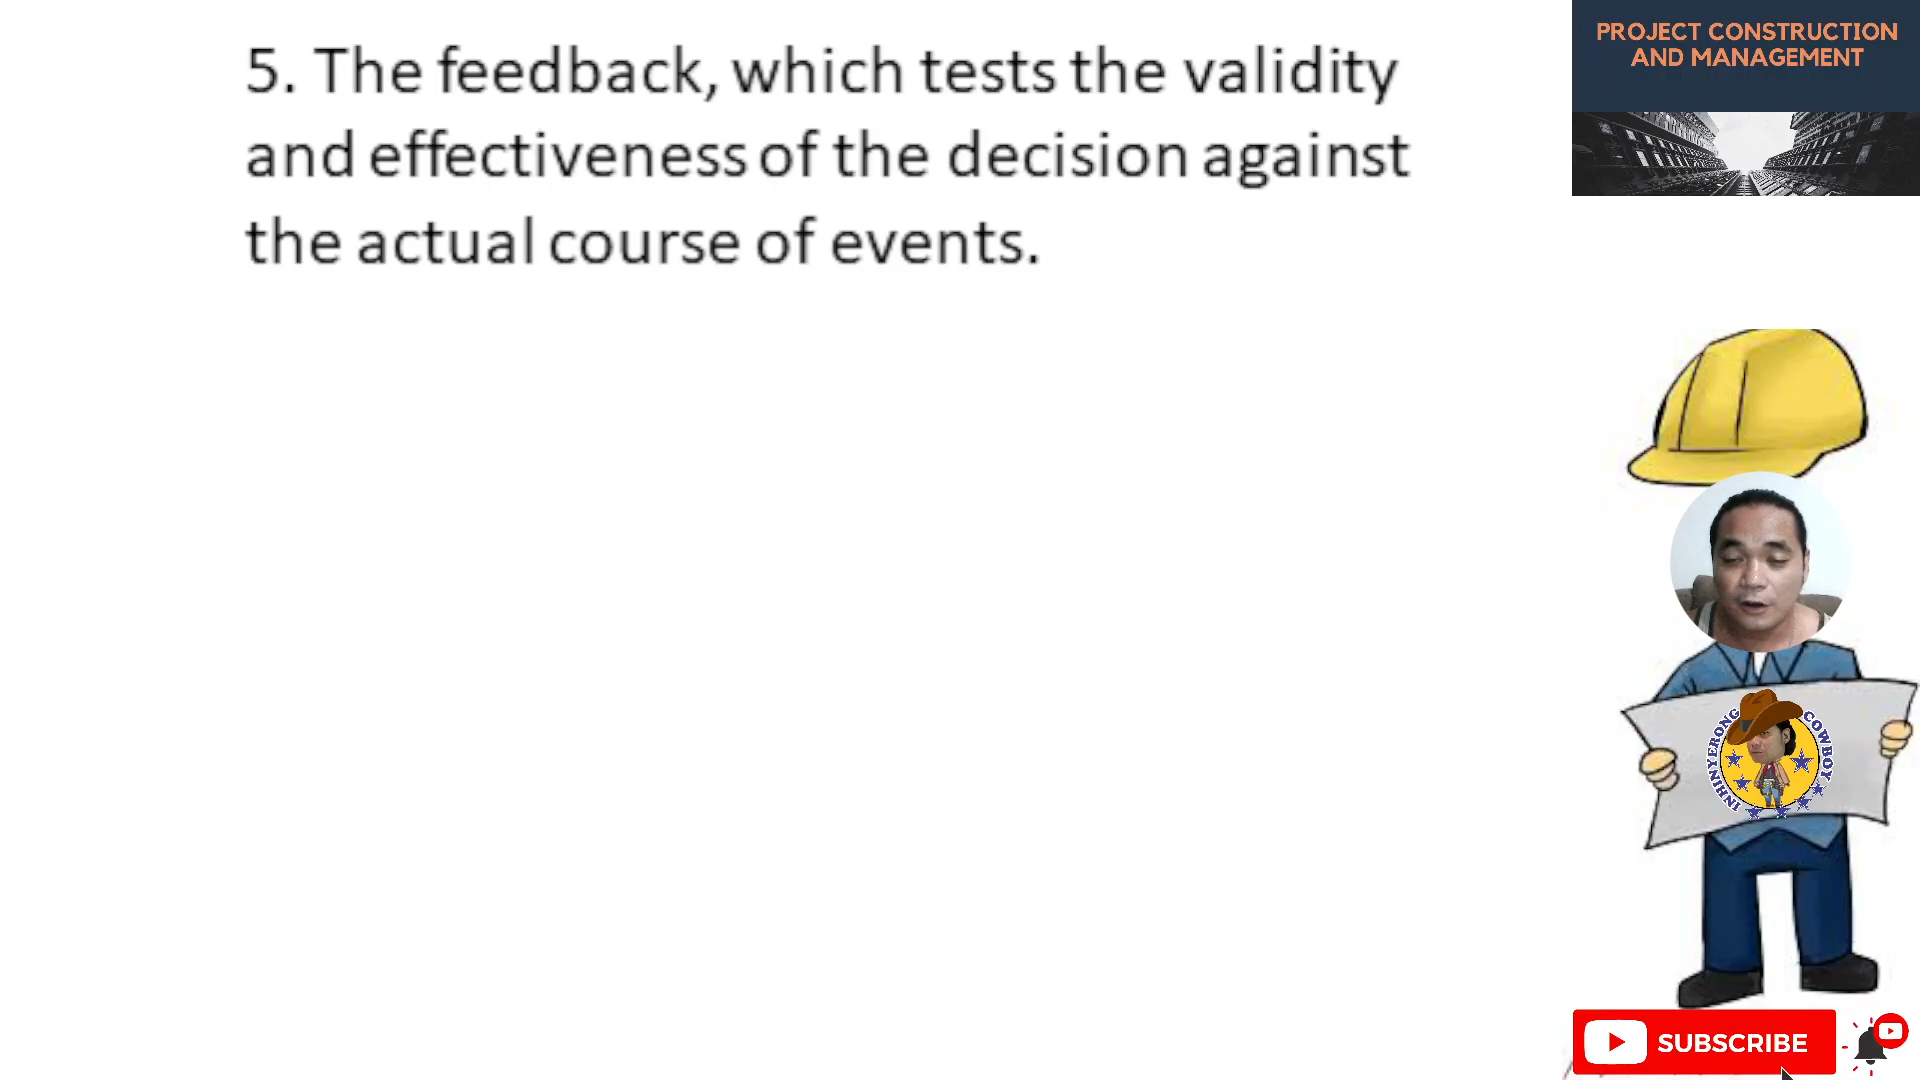 5. The feedback, which tests the validity
and effectiveness of the decision against
the actual course of events.
PROJECT CONSTRUCTION
AND MANAGEMENT
INHINYERONG COWBOY
SUBSCRIBE